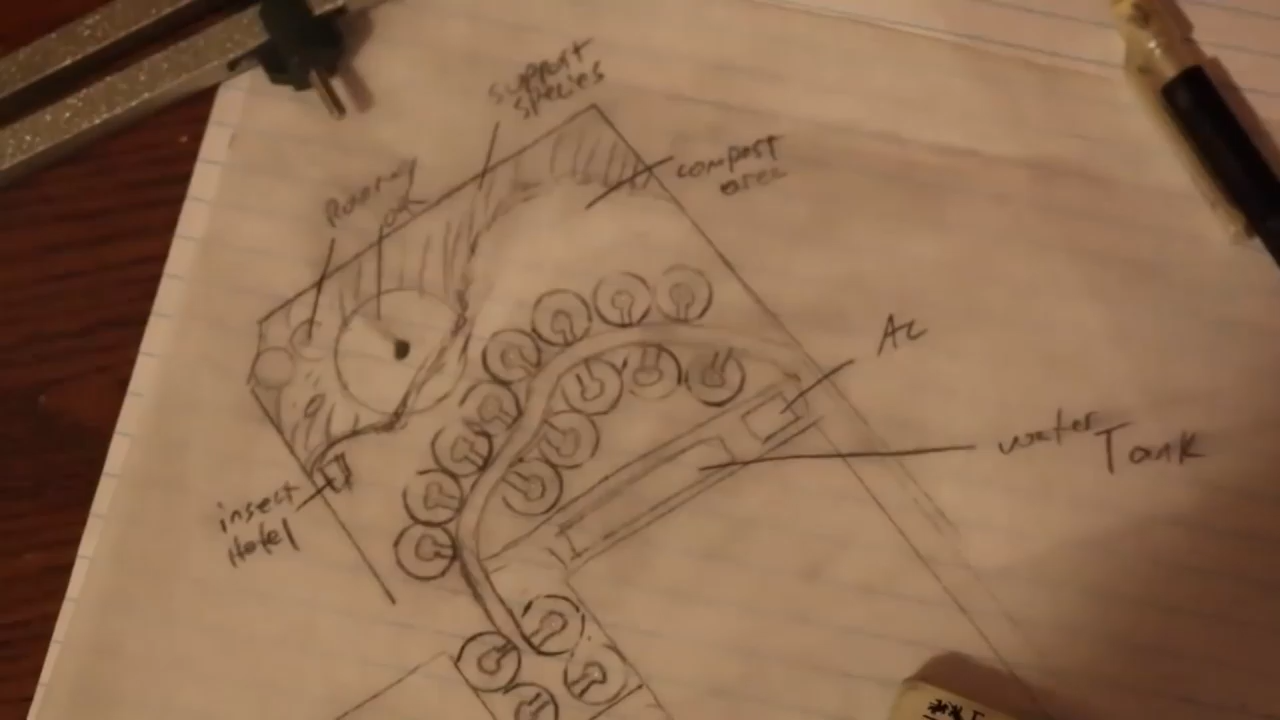 support
species
compost
area
Ac
water Tank
insect
Hotel